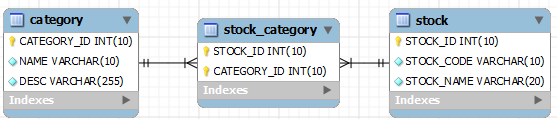 category
CATEGORY_ID INT(10)
NAME VARCHAR(10)
DESC VARCHAR(255)
Indexes
stock_category
STOCK_ID INT(10)
CATEGORY_ID INT(10)
Indexes
stock
STOCK_ID INT(10)
STOCK_CODE VARCHAR(10)
STOCK_NAME VARCHAR(20)
Indexes